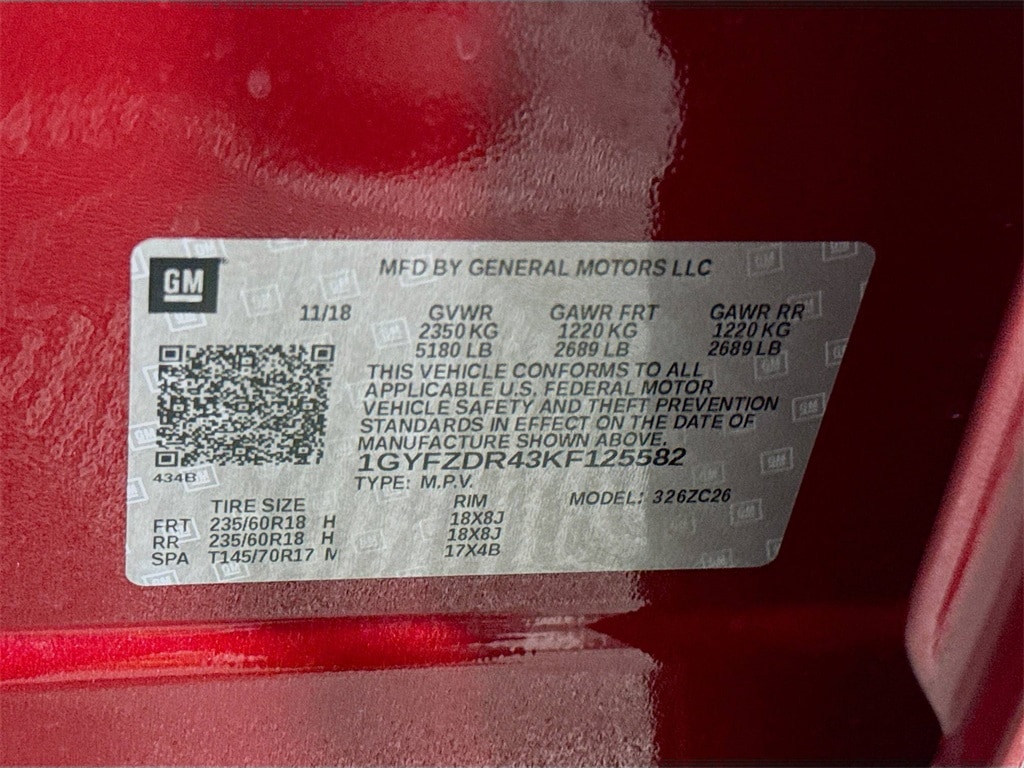 GM
MFD BY GENERAL MOTORS LLC
11/18 GVWR GAWR FRT GAWR RR
2350 KG 1220 KG 1220 KG
5180 LB 2689 LB 2689 LB
THIS VEHICLE CONFORMS TO ALL
APPLICABLE U.S. FEDERAL MOTOR
VEHICLE SAFETY AND THEFT PREVENTION
STANDARDS IN EFFECT ON THE DATE OF
MANUFACTURE SHOWN ABOVE.
1GYFZDR43KF125582
434B
TYPE: M.P.V.
TIRE SIZE RIM MODEL: 326ZC26
FRT 235/60R18 H 18X8J
RR 235/60R18 H 18X8J
SPA T145/70R17 M 17X4B